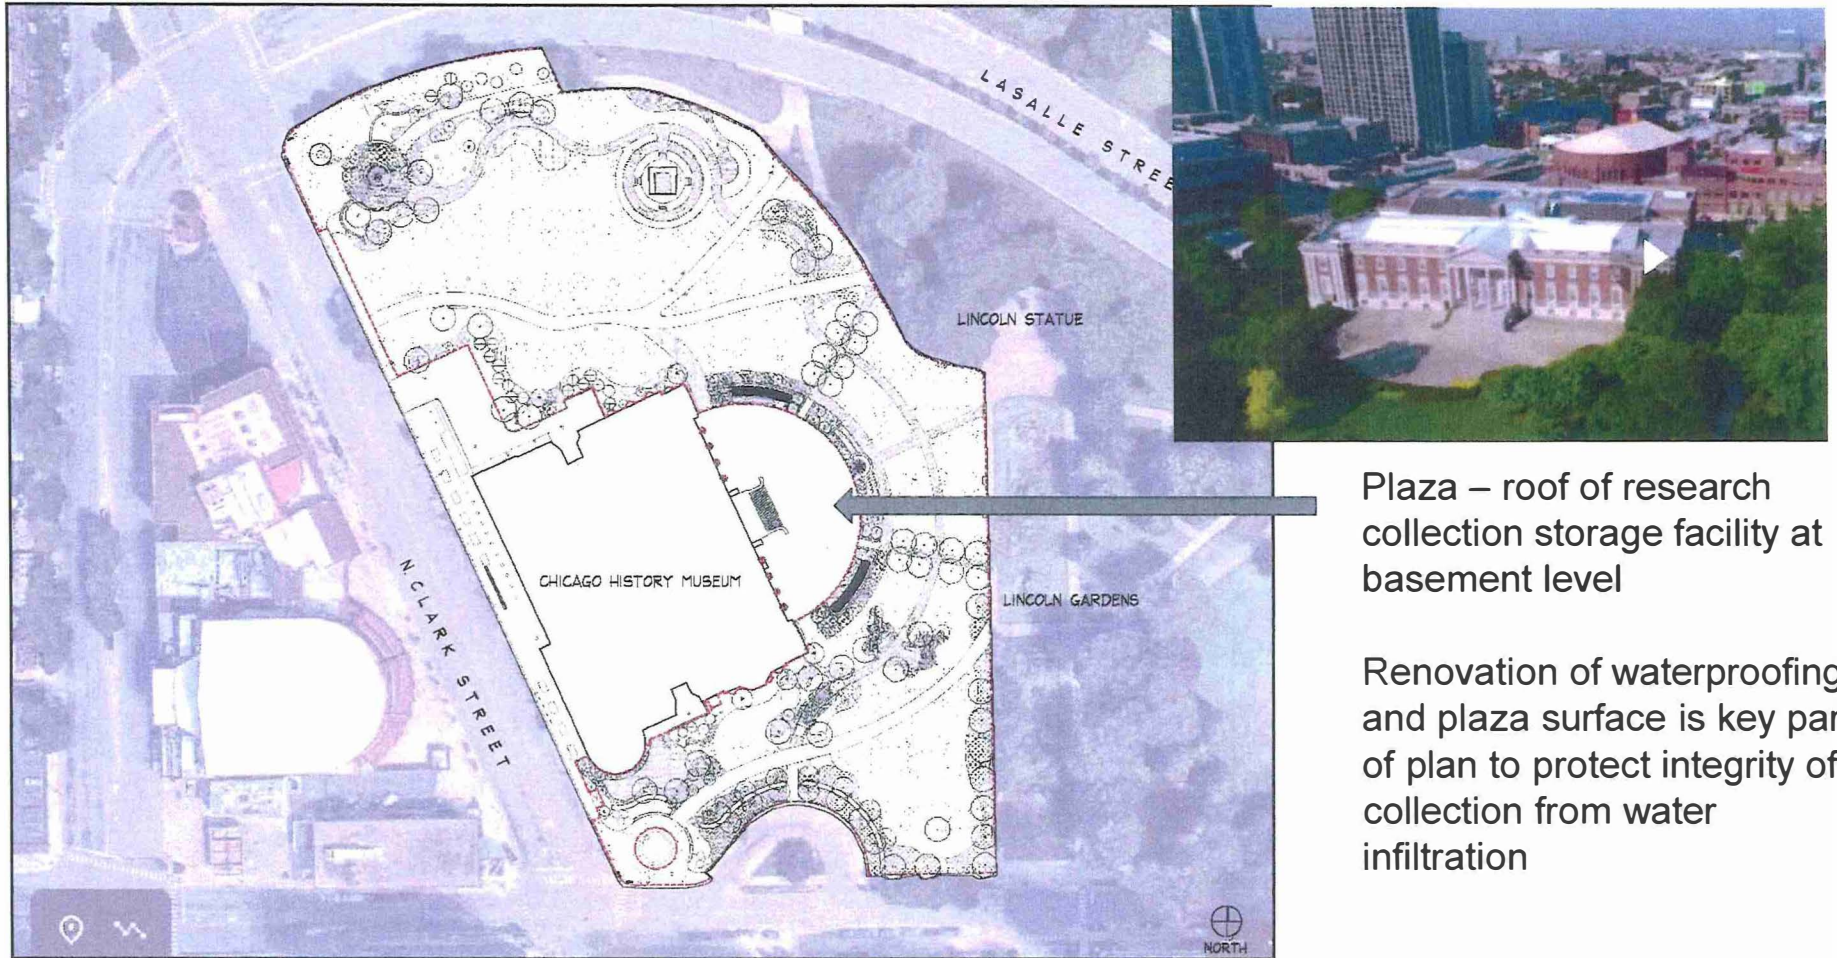 LASALLE STREE
LINCOLN STATUE
CHICAGO HISTORY MUSEUM
LINCOLN GARDENS
N. CLARK STREET
NORTH
Plaza – roof of research
collection storage facility at
basement level
Renovation of waterproofing
and plaza surface is key par
of plan to protect integrity of
collection from water
infiltration